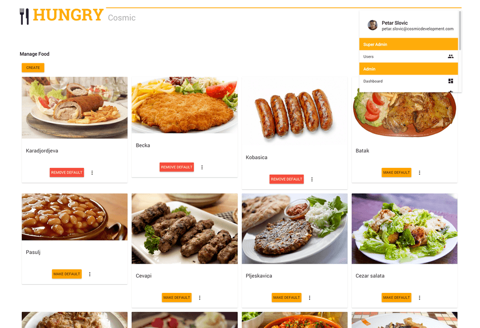 HUNGRY
Cosmic
Petar Slovic
petar.slovic@cosmicdevelopment.com
Super Admin
Users
Admin
Dashboard
Manage Food
CREATE
Karadjordjeva
REMOVE DEFAULT
Becka
REMOVE DEFAULT
Kobasica
REMOVE DEFAULT
Batak
MAKE DEFAULT
Pasulj
MAKE DEFAULT
Cevapi
MAKE DEFAULT
Pljeskavica
MAKE DEFAULT
Cezar salata
MAKE DEFAULT